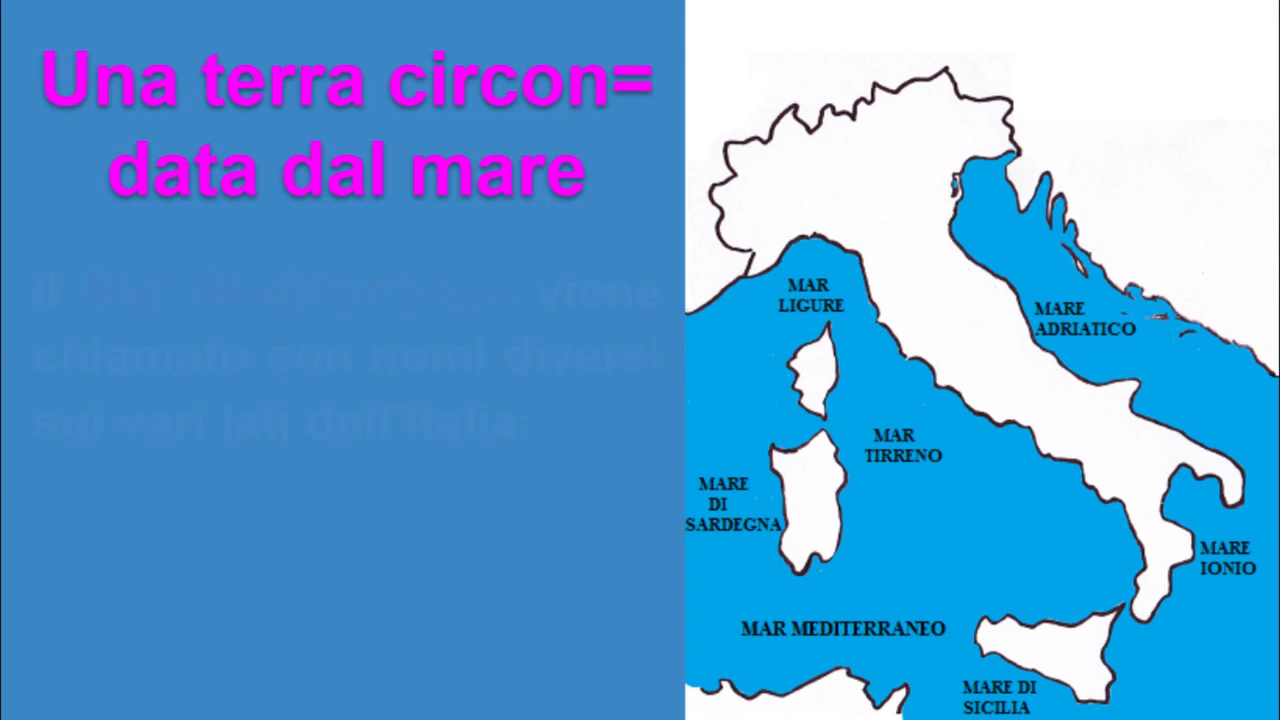 Una terra circon=
data dal mare
Il viene
chiamato con nomi diversi
sui vari lati dell'Italia:
MAR
LIGURE
MARE
ADRIATICO
MAR
TIRRENO
MARE
DI
SARDEGNA
MARE
IONIO
MAR MEDITERRANEO
MARE DI
SICILIA